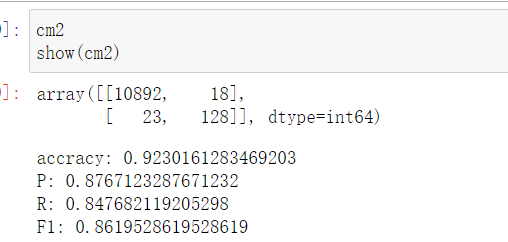 ]: cm2
show(cm2)
]: array([[10892, 18],
[ 23, 128]], dtype=int64)
accracy: 0.9230161283469203
P: 0.8767123287671232
R: 0.847682119205298
F1: 0.8619528619528619